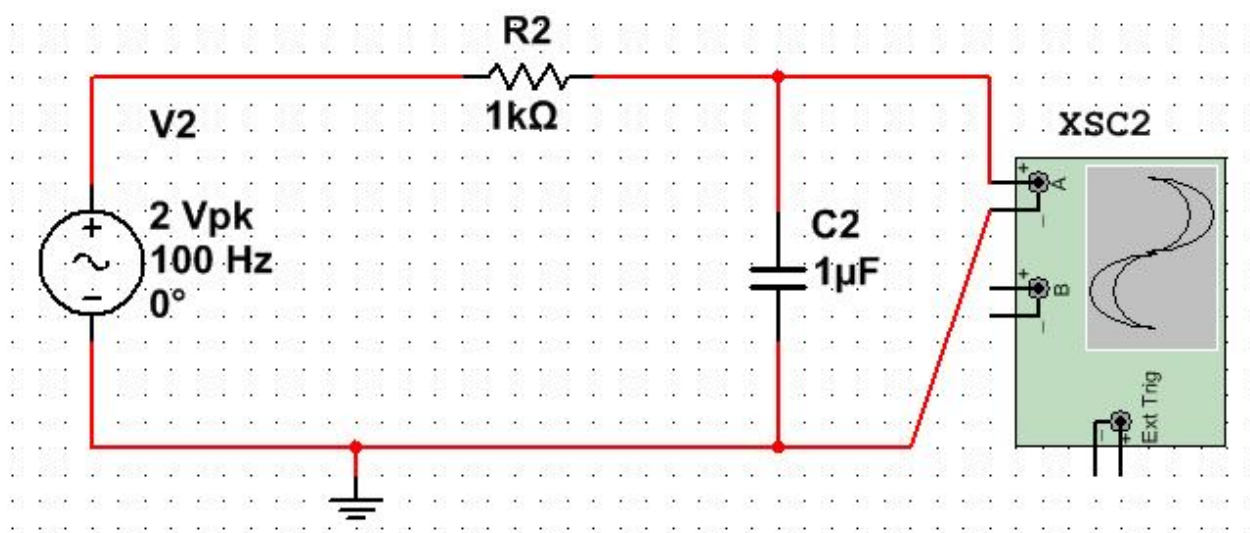 R2
1kΩ
V2
2 Vpk
100 Hz
0°
C2
1µF
XSC2
A
B
Ext Trig
+
−
+
−
+
−
+
−